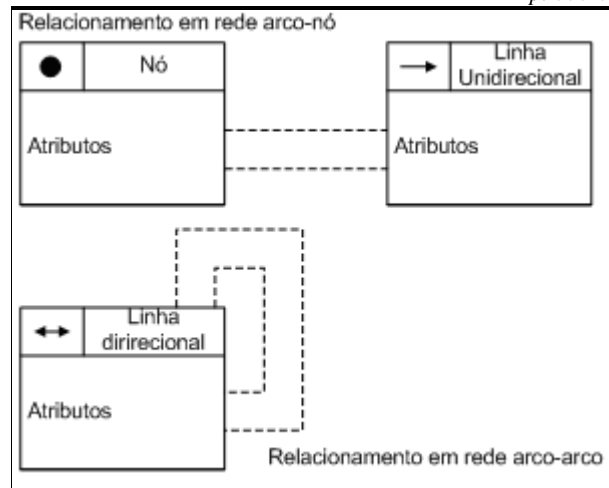 Relacionamento em rede arco-nó
Nó
Linha
Unidirecional
Atributos
Atributos
Linha
dirirecional
Atributos
Relacionamento em rede arco-arco